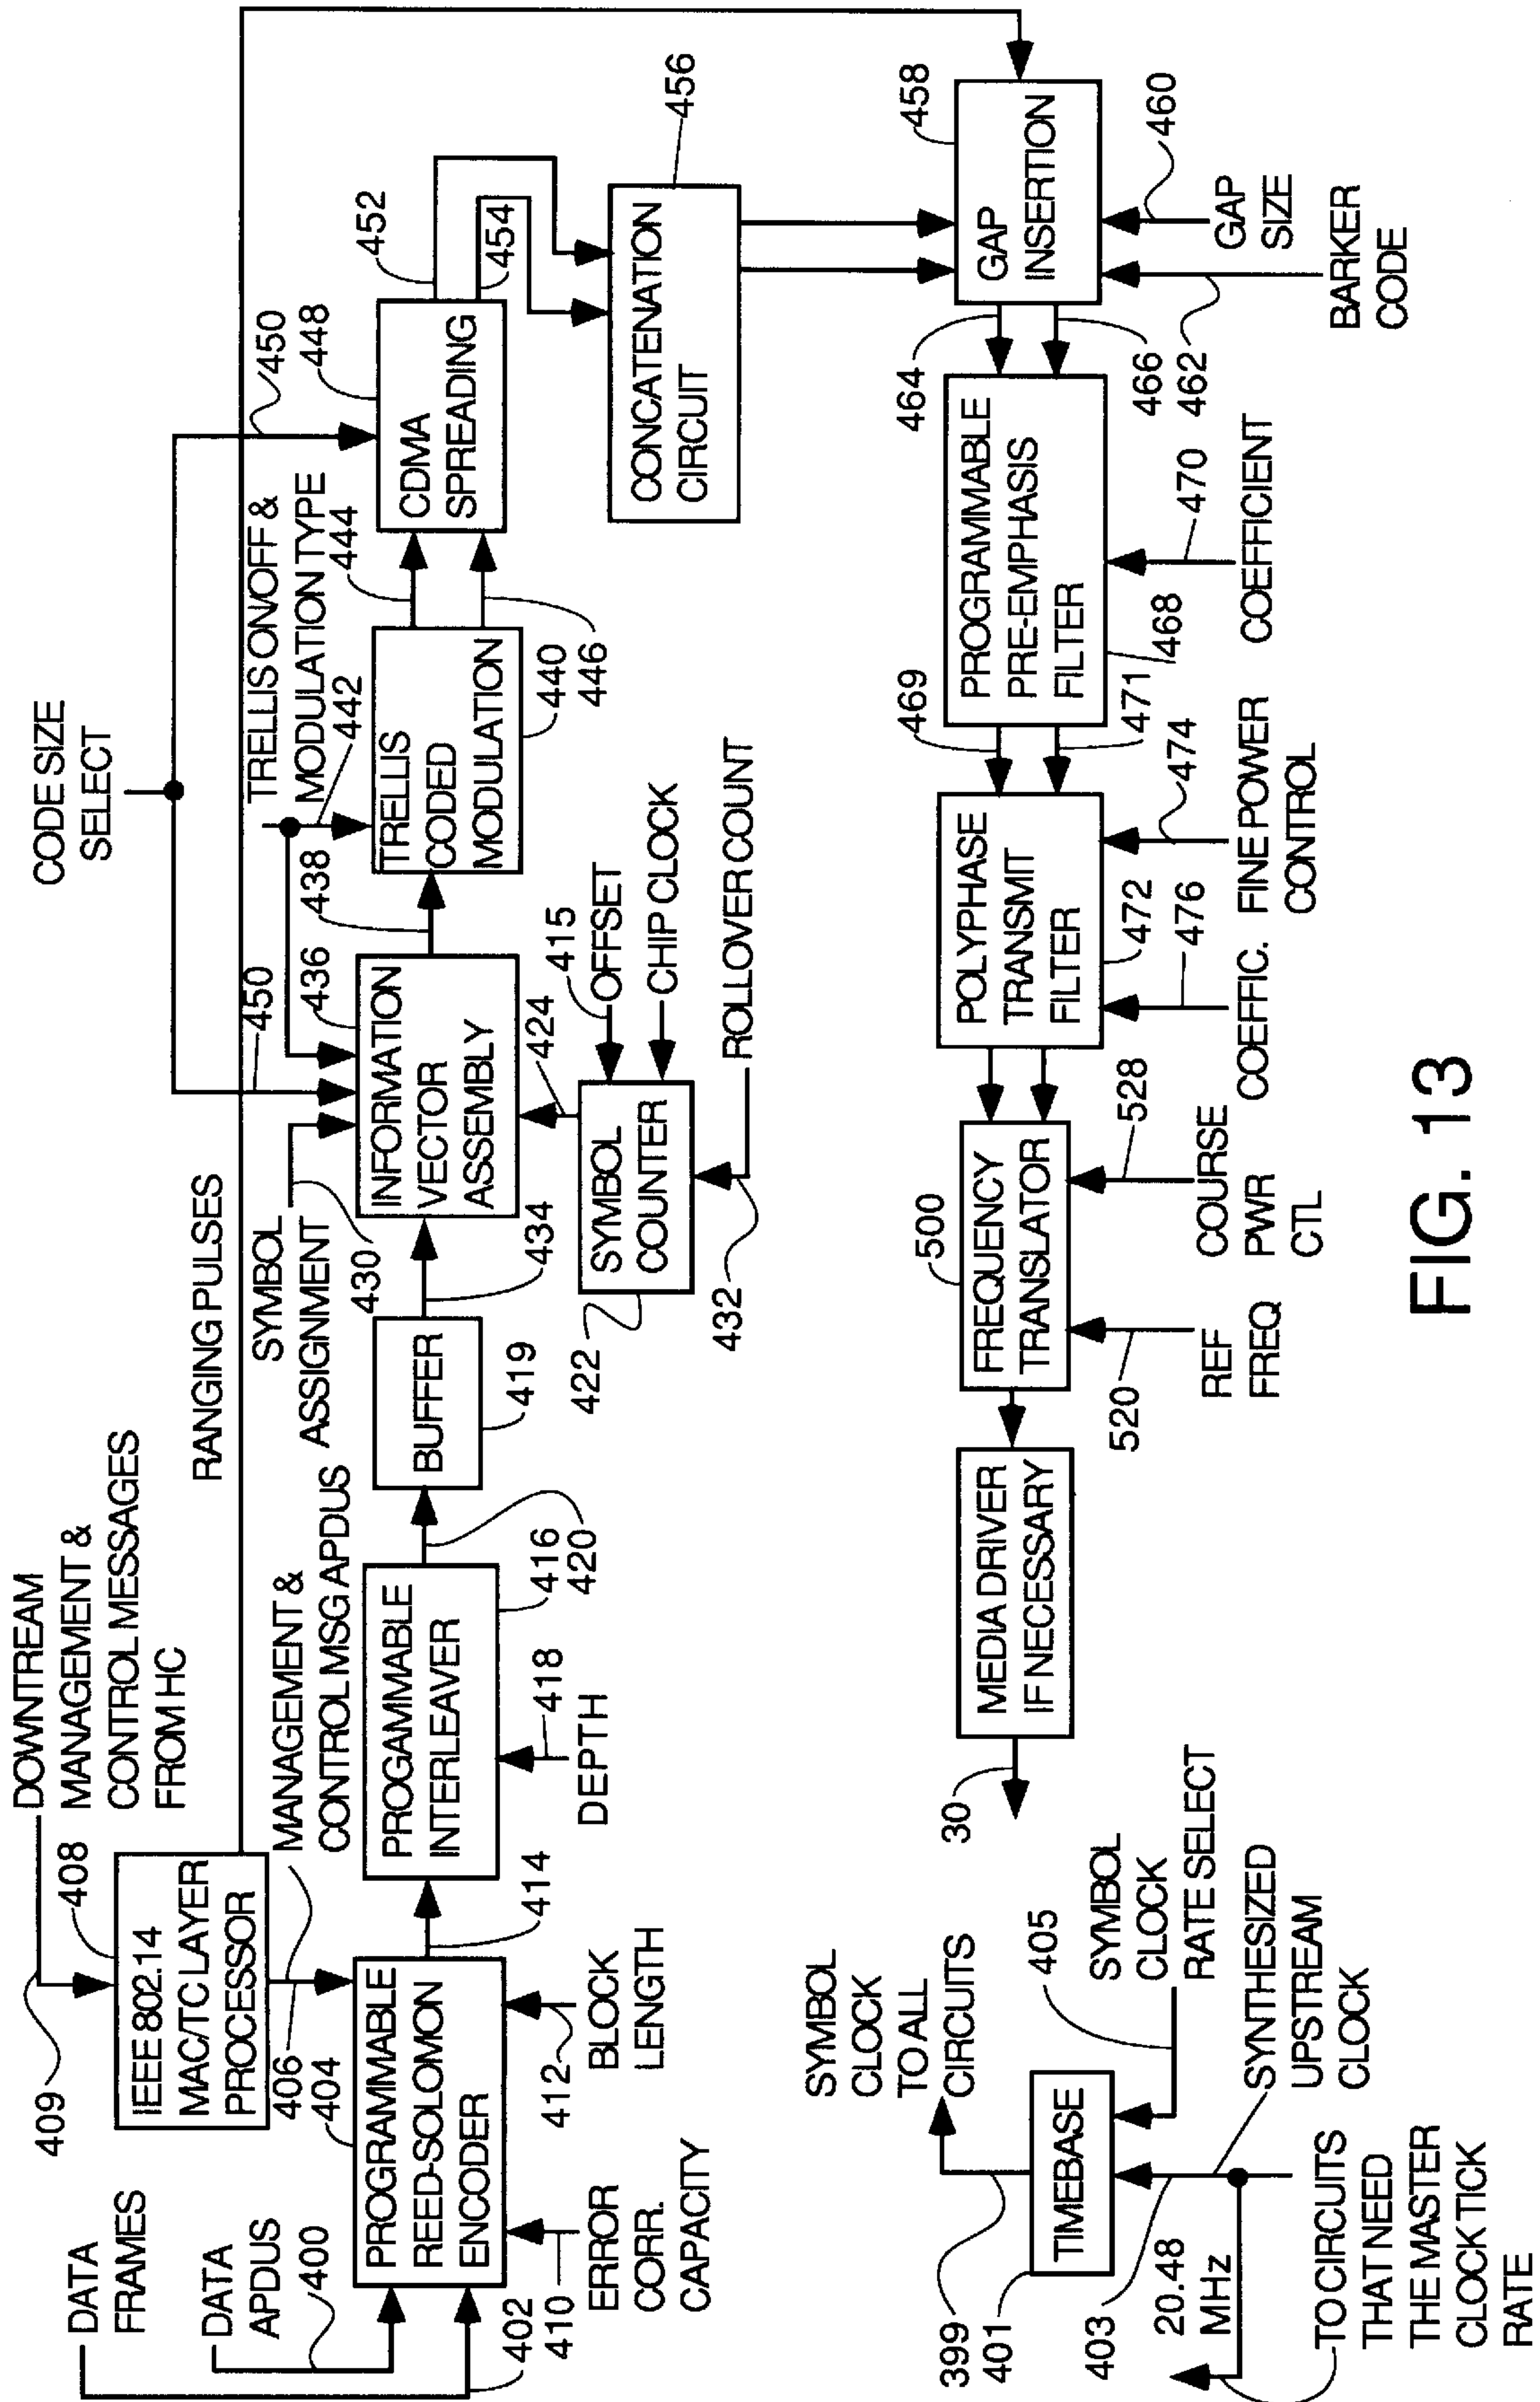 DATA
FRAMES
DATA
APDUS
400
402
409
DOWNTREAM
MANAGEMENT &
CONTROL MESSAGES
FROM HC
408
IEEE 802.14
MAC/TC LAYER
PROCESSOR
406
404
MANAGEMENT &
CONTROL MSG APDUS
PROGRAMMABLE
REED-SOLOMON
ENCODER
410
ERROR
CORR.
CAPACITY
412
BLOCK
LENGTH
414
PROGAMMABLE
INTERLEAVER
416
420
418
DEPTH
BUFFER
419
434
RANGING PULSES
SYMBOL
ASSIGNMENT
430
450
436
INFORMATION
VECTOR
ASSEMBLY
438
424
415
OFFSET
CHIP CLOCK
SYMBOL
COUNTER
422
432
ROLLOVER COUNT
CODE SIZE
SELECT
TRELLIS ON/OFF &
MODULATION TYPE
442
TRELLIS
CODED
MODULATION
440
446
444
450
448
CDMA
SPREADING
452
454
CONCATENATION
CIRCUIT
456
458
GAP
INSERTION
460
GAP
SIZE
462
BARKER
CODE
464
466
PROGRAMMABLE
PRE-EMPHASIS
FILTER
468
470
COEFFICIENT
469
471
POLYPHASE
TRANSMIT
FILTER
472
474
FINE POWER
CONTROL
476
COEFFIC.
500
FREQUENCY
TRANSLATOR
528
COURSE
PWR
CTL
520
REF
FREQ
MEDIA DRIVER
IF NECESSARY
30
SYMBOL
CLOCK
TO ALL
CIRCUITS
399
401
TIMEBASE
405
SYMBOL
CLOCK
RATE SELECT
403
20.48
MHz
SYNTHESIZED
UPSTREAM
CLOCK
TO CIRCUITS
THAT NEED
THE MASTER
CLOCK TICK
RATE
FIG. 13